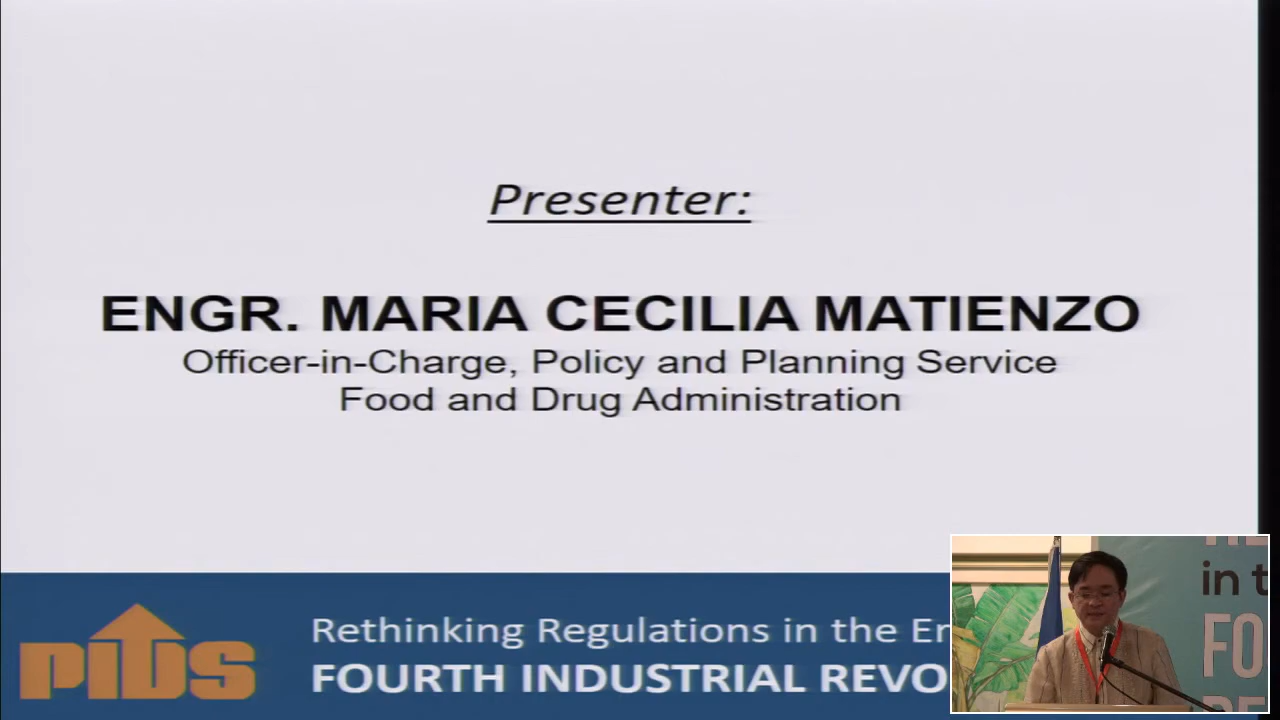 Presenter:
ENGR. MARIA CECILIA MATIENZO
Officer-in-Charge, Policy and Planning Service
Food and Drug Administration
PIDS
Rethinking Regulations in the
FOURTH INDUSTRIAL REVO
in t
FO